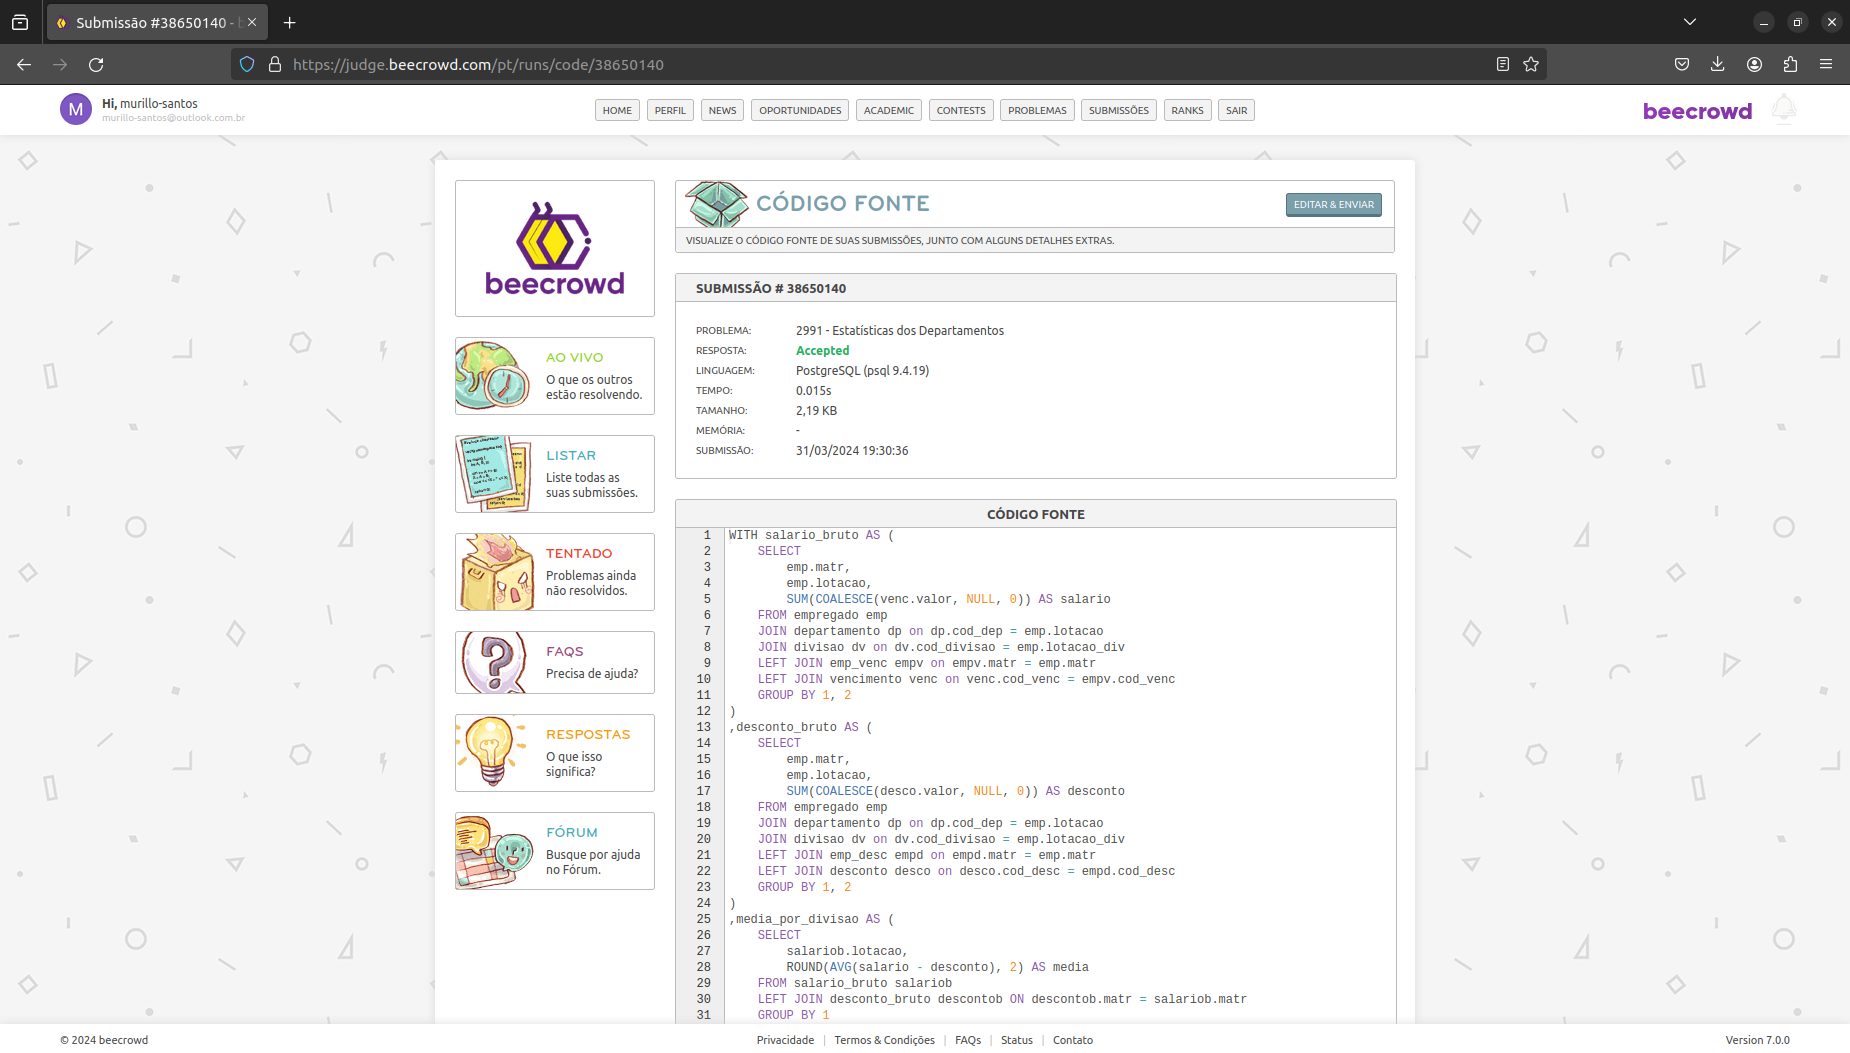 Submissão #38650140 - b
https://judge.beecrowd.com/pt/runs/code/38650140
M
Hi, murillo-santos
murillo-santos@outlook.com.br
HOME
PERFIL
NEWS
OPORTUNIDADES
ACADEMIC
CONTESTS
PROBLEMAS
SUBMISSÕES
RANKS
SAIR
beecrowd
beecrowd
AO VIVO
O que os outros
estão resolvendo.
LISTAR
Liste todas as
suas submissões.
TENTADO
Problemas ainda
não resolvidos.
FAQS
Precisa de ajuda?
RESPOSTAS
O que isso
significa?
FÓRUM
Busque por ajuda
no Fórum.
CÓDIGO FONTE
EDITAR & ENVIAR
VISUALIZE O CÓDIGO FONTE DE SUAS SUBMISSÕES, JUNTO COM ALGUNS DETALHES EXTRAS.
SUBMISSÃO # 38650140
PROBLEMA: 2991 - Estatísticas dos Departamentos
RESPOSTA: Accepted
LINGUAGEM: PostgreSQL (psql 9.4.19)
TEMPO: 0.015s
TAMANHO: 2,19 KB
MEMÓRIA: -
SUBMISSÃO: 31/03/2024 19:30:36
CÓDIGO FONTE
1 WITH salario_bruto AS (
2 SELECT
3 emp.matr,
4 emp.lotacao,
5 SUM(COALESCE(venc.valor, NULL, 0)) AS salario
6 FROM empregado emp
7 JOIN departamento dp on dp.cod_dep = emp.lotacao
8 JOIN divisao dv on dv.cod_divisao = emp.lotacao_div
9 LEFT JOIN emp_venc empv on empv.matr = emp.matr
10 LEFT JOIN vencimento venc on venc.cod_venc = empv.cod_venc
11 GROUP BY 1, 2
12 )
13 ,desconto_bruto AS (
14 SELECT
15 emp.matr,
16 emp.lotacao,
17 SUM(COALESCE(desco.valor, NULL, 0)) AS desconto
18 FROM empregado emp
19 JOIN departamento dp on dp.cod_dep = emp.lotacao
20 JOIN divisao dv on dv.cod_divisao = emp.lotacao_div
21 LEFT JOIN emp_desc empd on empd.matr = emp.matr
22 LEFT JOIN desconto desco on desco.cod_desc = empd.cod_desc
23 GROUP BY 1, 2
24 )
25 ,media_por_divisao AS (
26 SELECT
27 salariob.lotacao,
28 ROUND(AVG(salario - desconto), 2) AS media
29 FROM salario_bruto salariob
30 LEFT JOIN desconto_bruto descontob ON descontob.matr = salariob.matr
31 GROUP BY 1
© 2024 beecrowd
Privacidade | Termos & Condições | FAQs | Status | Contato
Version 7.0.0